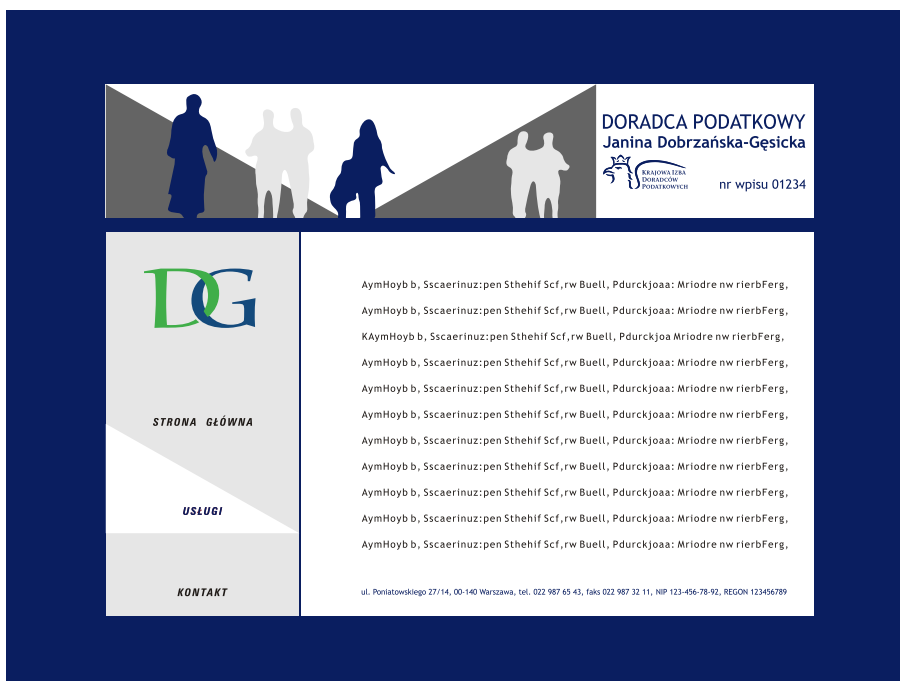 DORADCA PODATKOWY
Janina Dobrzańska-Gęsicka
KRAJOWA IZBA
DORADCÓW
PODATKOWYCH
nr wpisu 01234
DG
STRONA GŁÓWNA
USŁUGI
KONTAKT
AymHoyb b, Sscaerinuz:pen Sthehif Scf,rw Buell, Pdurckjoaa: Mriodre nw rierbFerg,
AymHoyb b, Sscaerinuz:pen Sthehif Scf,rw Buell, Pdurckjoaa: Mriodre nw rierbFerg,
KAymHoyb b, Sscaerinuz:pen Sthehif Scf,rw Buell, Pdurckjoa Mriodre nw rierbFerg,
AymHoyb b, Sscaerinuz:pen Sthehif Scf,rw Buell, Pdurckjoaa: Mriodre nw rierbFerg,
AymHoyb b, Sscaerinuz:pen Sthehif Scf,rw Buell, Pdurckjoaa: Mriodre nw rierbFerg,
AymHoyb b, Sscaerinuz:pen Sthehif Scf,rw Buell, Pdurckjoaa: Mriodre nw rierbFerg,
AymHoyb b, Sscaerinuz:pen Sthehif Scf,rw Buell, Pdurckjoaa: Mriodre nw rierbFerg,
AymHoyb b, Sscaerinuz:pen Sthehif Scf,rw Buell, Pdurckjoaa: Mriodre nw rierbFerg,
AymHoyb b, Sscaerinuz:pen Sthehif Scf,rw Buell, Pdurckjoaa: Mriodre nw rierbFerg,
AymHoyb b, Sscaerinuz:pen Sthehif Scf,rw Buell, Pdurckjoaa: Mriodre nw rierbFerg,
AymHoyb b, Sscaerinuz:pen Sthehif Scf,rw Buell, Pdurckjoaa: Mriodre nw rierbFerg,
ul. Poniatowskiego 27/14, 00-140 Warszawa, tel. 022 987 65 43, faks 022 987 32 11, NIP 123-456-78-92, REGON 123456789